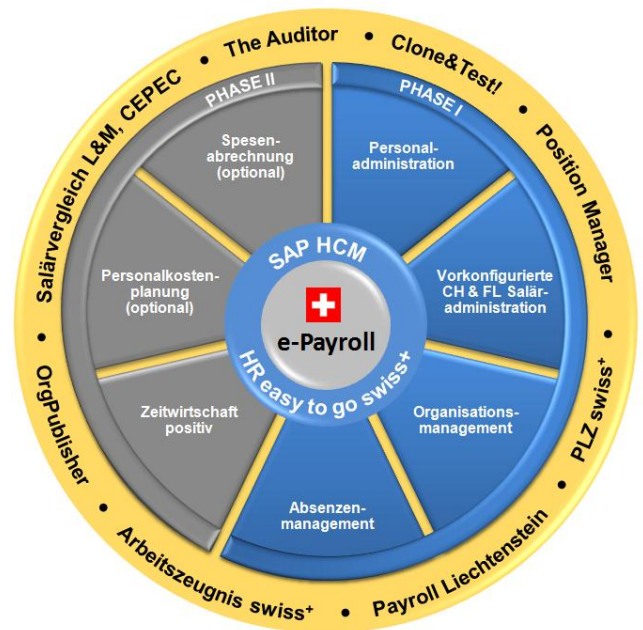 The Auditor
•
Clone&Test!
•
Position Manager
•
PLZ swiss+
•
Payroll Liechtenstein
•
Arbeitszeugnis swiss+
•
OrgPublisher
•
Salärvergleich L&M, CEPEC
•
PHASE II
PHASE I
Spesen-
abrechnung
(optional)
Personal-
administration
Personalkosten-
planung
(optional)
Vorkonfigurierte
CH & FL Salär-
administration
Zeitwirtschaft
positiv
Organisations-
management
Absenzen-
management
SAP HCM
e-Payroll
HR easy to go swiss+